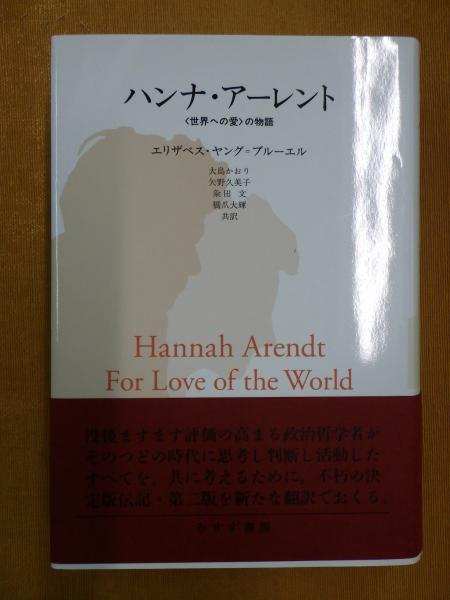 ハンナ・アーレント
〈世界への愛〉の物語
エリザベス・ヤング=ブルーエル
大島かおり
矢野久美子
粂田 文
橋爪大輝
共訳
Hannah Arendt
For Love of the World
没後ますます評価の高まる政治哲学者が
そのつどの時代に思考し判断し活動した
すべてを、共に考えるために。不朽の決
定版伝記・第二版を新たな翻訳でおくる。
みすず書房